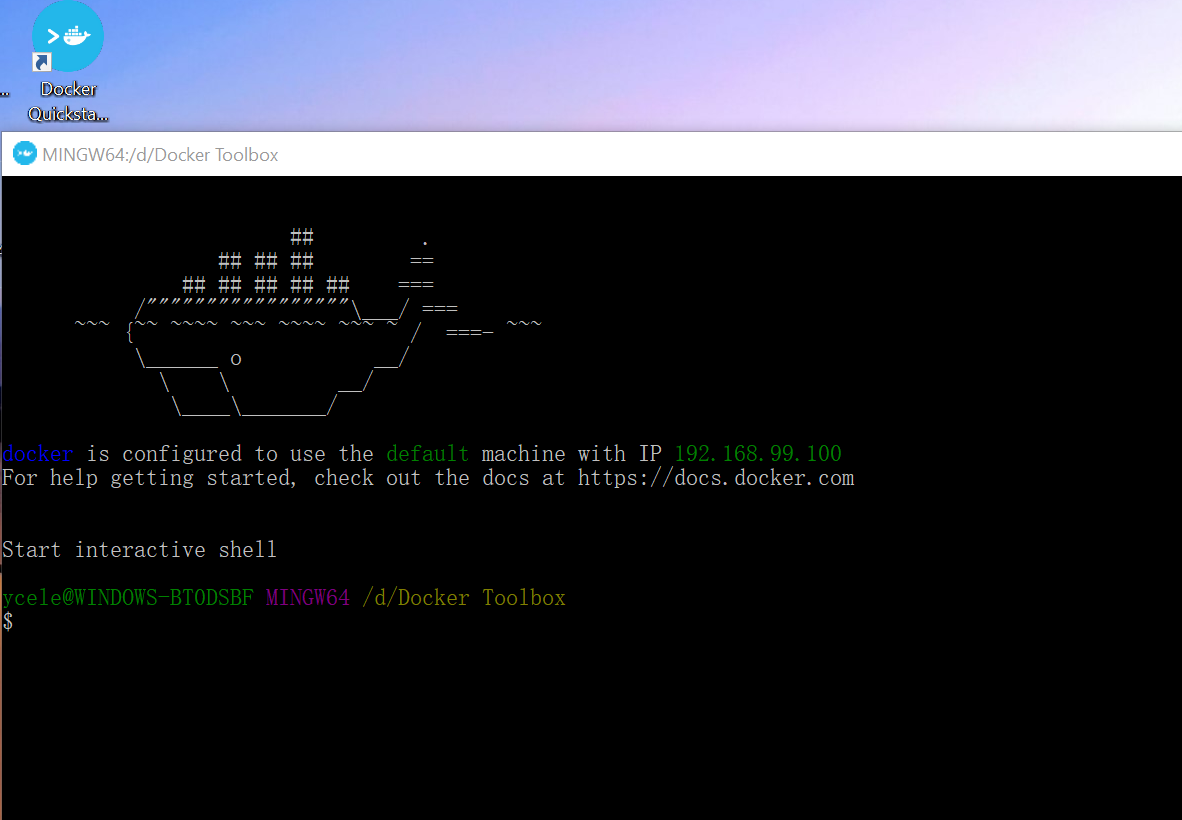 Docker
Quicksta...
MINGW64:/d/Docker Toolbox
##         .
## ## ##        ==
## ## ## ## ##    ===
/"""""""""""""""""\___/ ===
~~~ {~~ ~~~~ ~~~ ~~~~ ~~~ ~ /  ===- ~~~
\______ o           __/
\    \         __/
\____\_______/
docker is configured to use the default machine with IP 192.168.99.100
For help getting started, check out the docs at https://docs.docker.com
Start interactive shell
ycele@WINDOWS-BTODSBF MINGW64 /d/Docker Toolbox
$